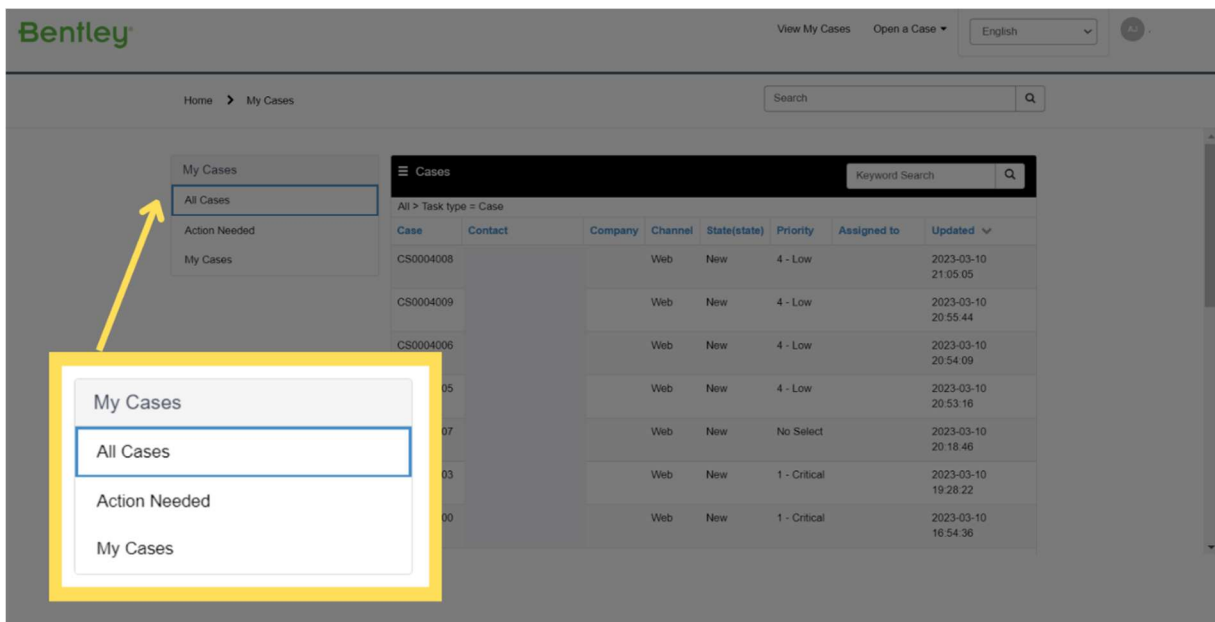 Bentley
View My Cases Open a Case English AJ
Home My Cases Search
My Cases
All Cases
Action Needed
My Cases
Cases Keyword Search
All > Task type = Case
Case Contact Company Channel State(state) Priority Assigned to Updated
CS0004008 Web New 4 - Low 2023-03-10
21:05:05
CS0004009 Web New 4 - Low 2023-03-10
20:55:44
CS0004006 Web New 4 - Low 2023-03-10
20:54:09
05 Web New 4 - Low 2023-03-10
20:53:16
07 Web New No Select 2023-03-10
20:18:46
03 Web New 1 - Critical 2023-03-10
19:28:22
00 Web New 1 - Critical 2023-03-10
16:54:36
My Cases
All Cases
Action Needed
My Cases